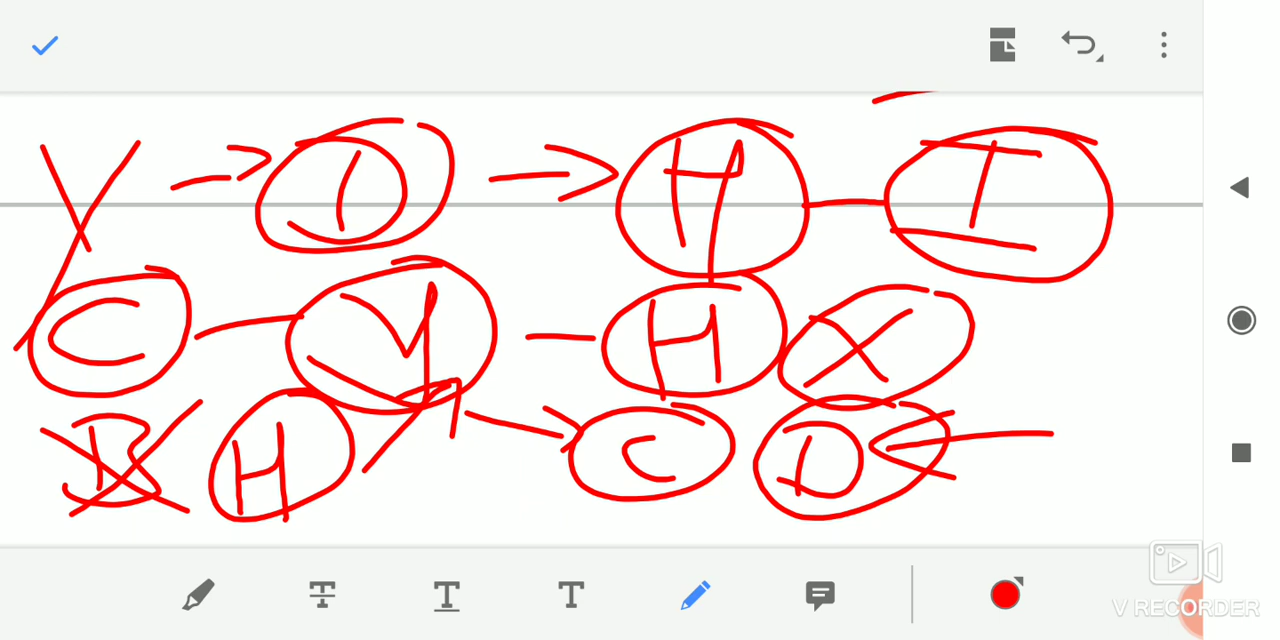 Y → D → H - I
C - Y - H X
B H → C D ←
V RECORDER